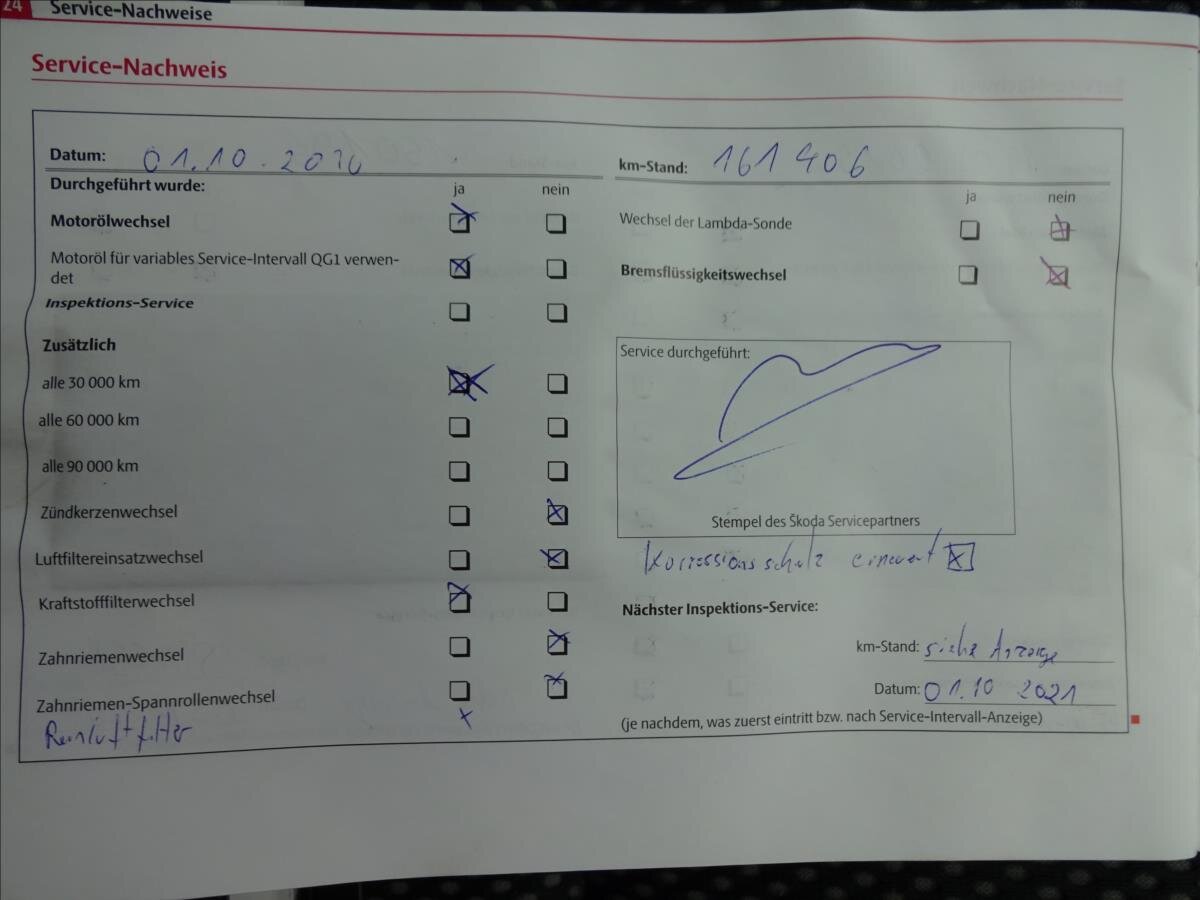 24 Service-Nachweise
Service-Nachweis
Datum: 01.10.2020
km-Stand: 161406
Durchgeführt wurde:
ja nein
Motorölwechsel
Motoröl für variables Service-Intervall QG1 verwen-
det
Inspektions-Service
Zusätzlich
alle 30 000 km
alle 60 000 km
alle 90 000 km
Zündkerzenwechsel
Luftfiltereinsatzwechsel
Kraftstofffilterwechsel
Zahnriemenwechsel
Zahnriemen-Spannrollenwechsel
Reinluftfilter
ja nein
Wechsel der Lambda-Sonde
Bremsflüssigkeitswechsel
Service durchgeführt:
Stempel des Škoda Servicepartners
Korrossionsschutz erneuert
Nächster Inspektions-Service:
km-Stand: siehe Anzeige
Datum: 01.10 2021
(je nachdem, was zuerst eintritt bzw. nach Service-Intervall-Anzeige)